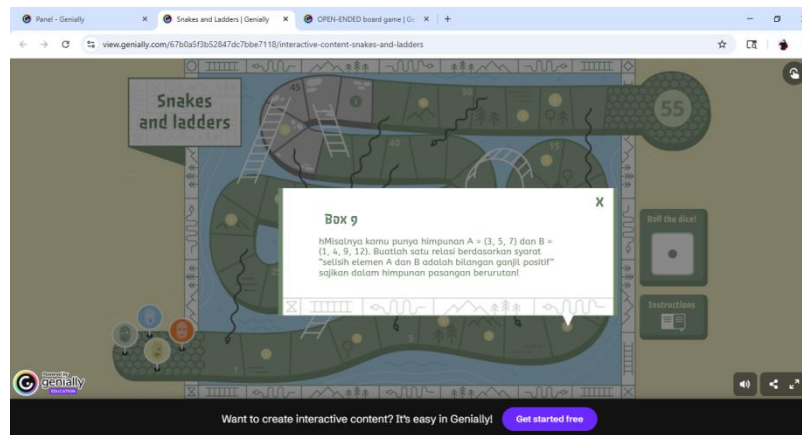 Panel - Genially
Snakes and Ladders | Genially
OPEN-ENDED board game | Ge
view.genially.com/67b0a5f3b52847dc7bbe7118/interactive-content-snakes-and-ladders
Snakes
and ladders
45
50
55
40
15
Box 9
X
hMisalnya kamu punya himpunan A = (3, 5, 7) dan B =
(1, 4, 9, 12). Buatlah satu relasi berdasarkan syarat
"selisih elemen A dan B adalah bilangan ganjil positif"
sajikan dalam himpunan pasangan berurutan!
Roll the dice!
Instructions
5
1
Powered by
genially
EDUCATION
Want to create interactive content? It's easy in Genially!
Get started free